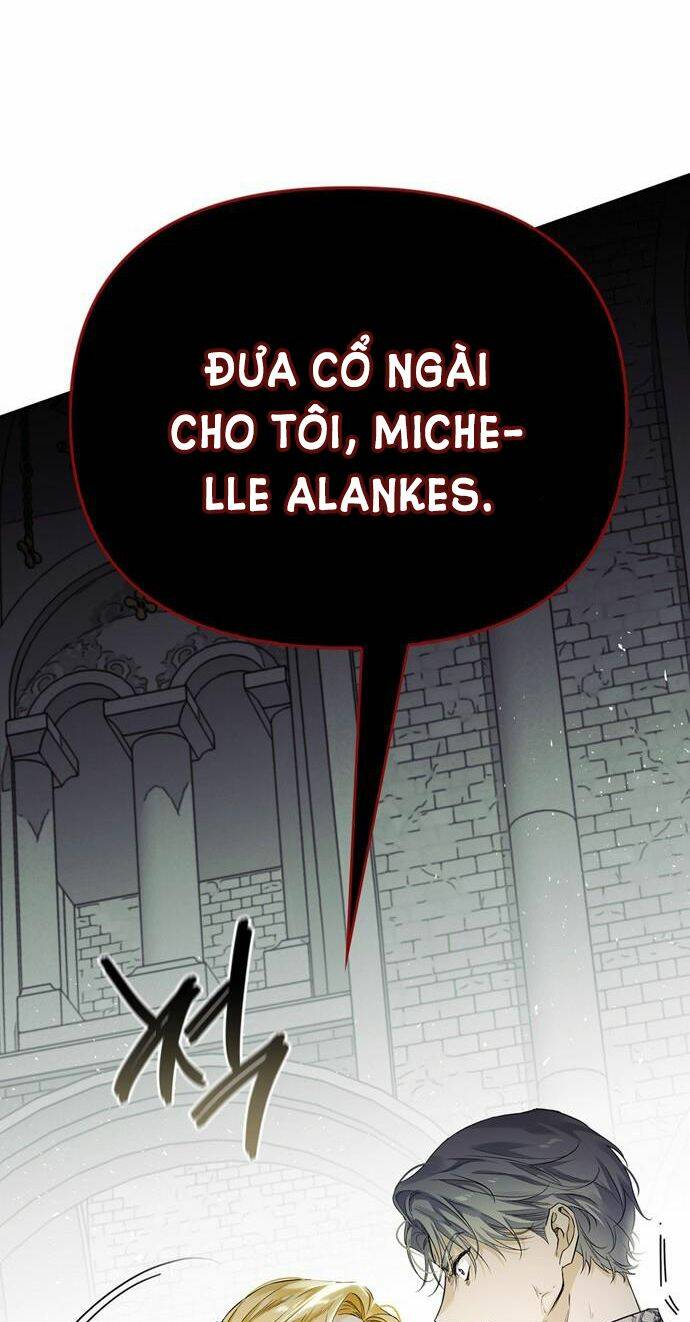 ĐƯA CỔ NGÀI
CHO TÔI, MICHE-
LLE ALANKES.